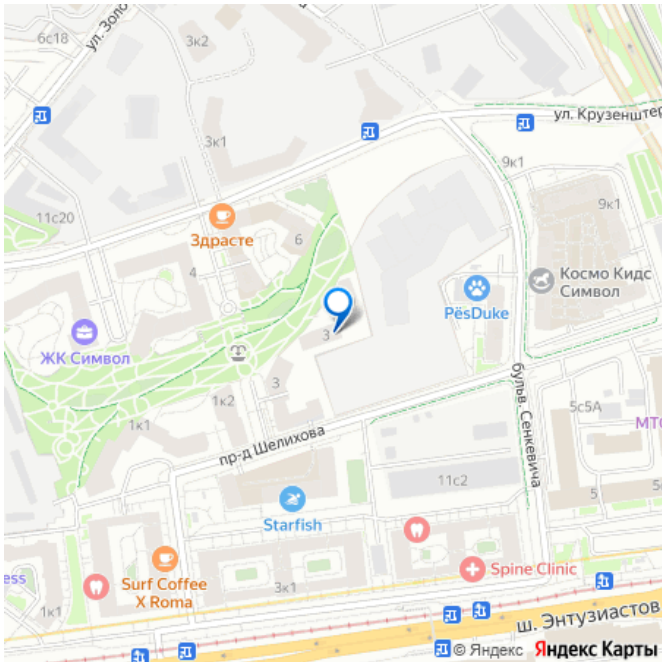 6с18
ул. Золо
3к2
3к1
ул. Крузенштер
9к1
9к1
11с20
Здрасте
6
4
Космо Кидс
Символ
ПёсDuke
ЖК Символ
3
3
1к2
1к1
пр-д Шелихова
бульв. Сенкевича
5с5А
МТС
11с2
5
5
Starfish
ess
Surf Coffee
X Roma
Spine Clinic
3к1
1к1
ш. Энтузиастов
© Яндекс Яндекс Карты